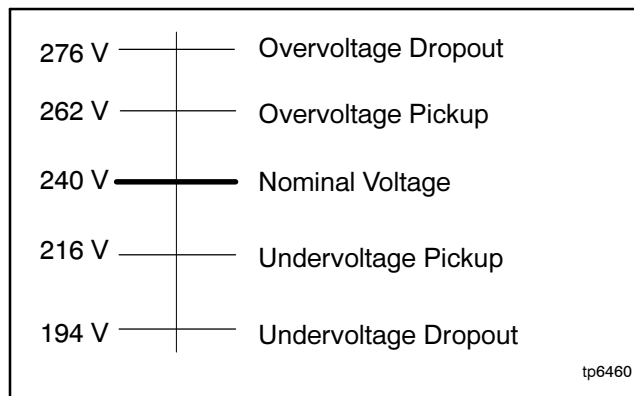 276 V Overvoltage Dropout
262 V Overvoltage Pickup
240 V Nominal Voltage
216 V Undervoltage Pickup
194 V Undervoltage Dropout
tp6460